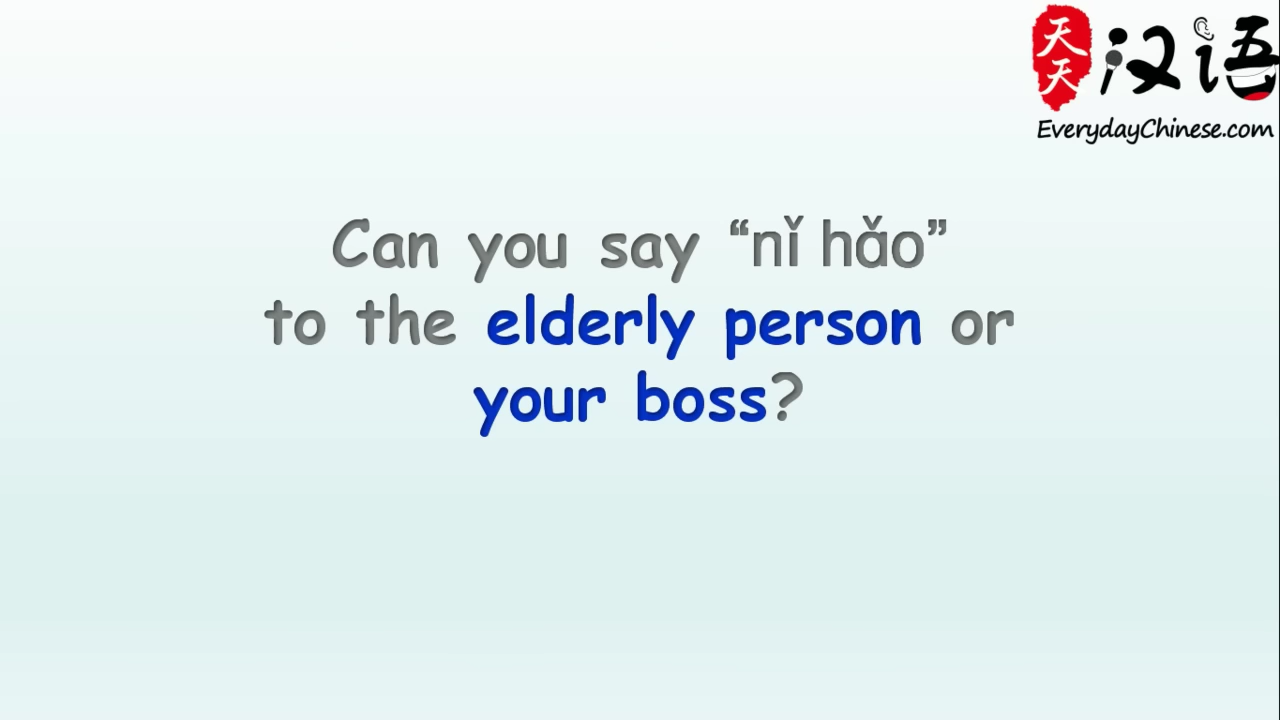 天天汉语
EverydayChinese.com
Can you say “nǐ hǎo”
to the elderly person or
your boss?